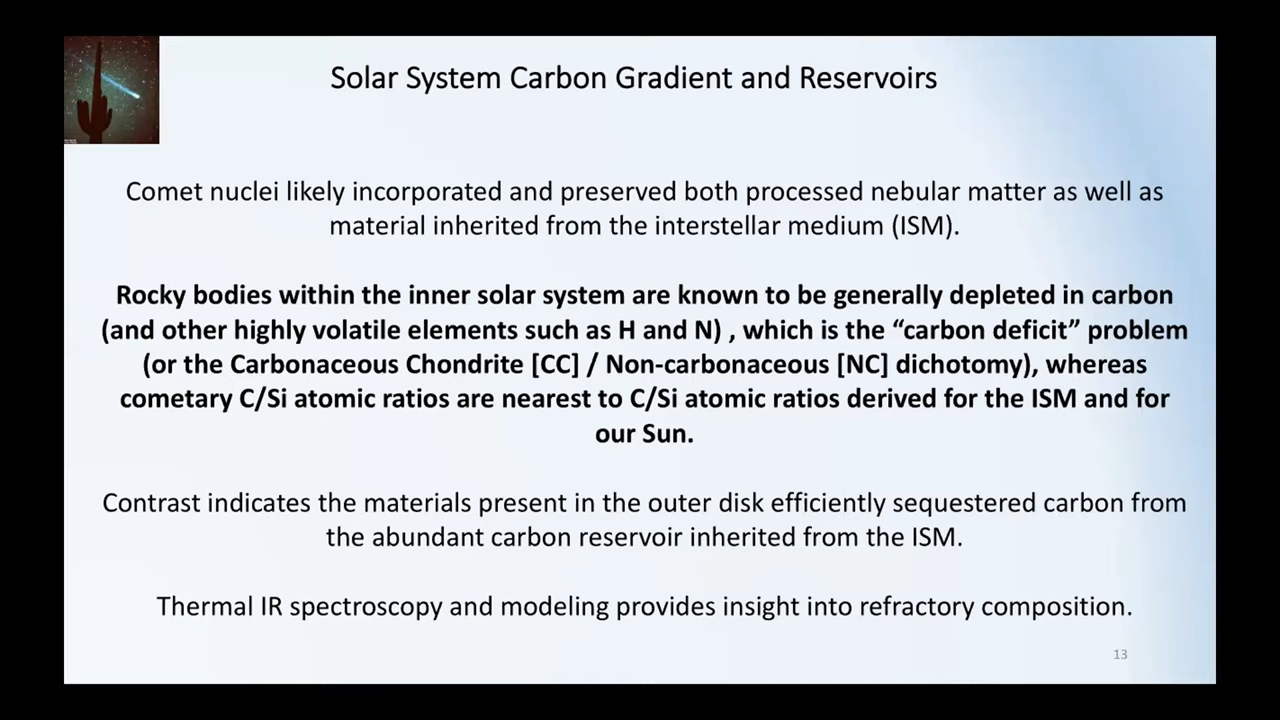 Solar System Carbon Gradient and Reservoirs
Comet nuclei likely incorporated and preserved both processed nebular matter as well as
material inherited from the interstellar medium (ISM).
Rocky bodies within the inner solar system are known to be generally depleted in carbon
(and other highly volatile elements such as H and N) , which is the “carbon deficit” problem
(or the Carbonaceous Chondrite [CC] / Non-carbonaceous [NC] dichotomy), whereas
cometary C/Si atomic ratios are nearest to C/Si atomic ratios derived for the ISM and for
our Sun.
Contrast indicates the materials present in the outer disk efficiently sequestered carbon from
the abundant carbon reservoir inherited from the ISM.
Thermal IR spectroscopy and modeling provides insight into refractory composition.
13